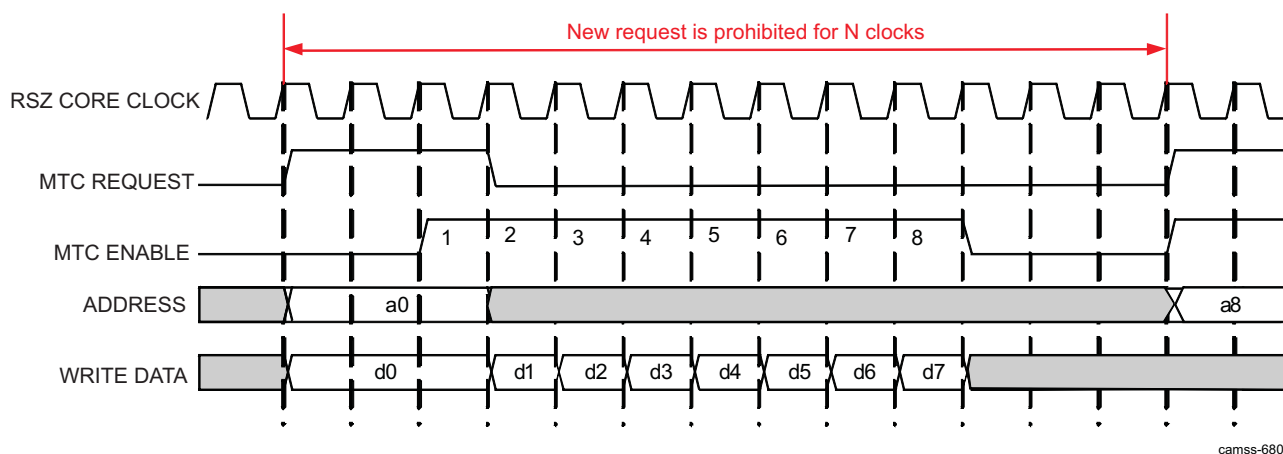 New request is prohibited for N clocks
RSZ CORE CLOCK
MTC REQUEST
MTC ENABLE
1 2 3 4 5 6 7 8
ADDRESS
a0 a8
WRITE DATA
d0 d1 d2 d3 d4 d5 d6 d7
camss-680